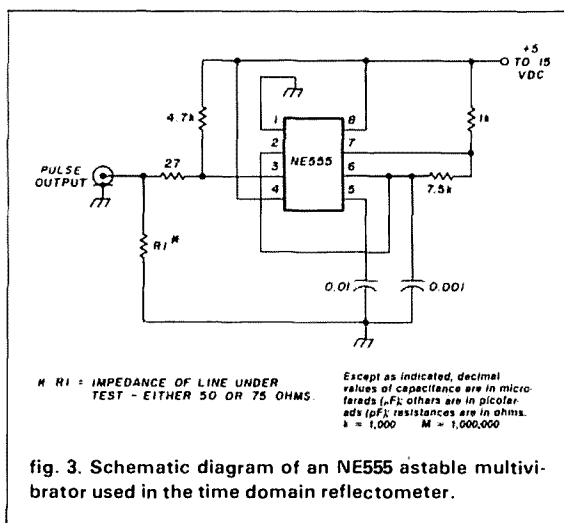 +5
TO 15
VDC
4.7k
1k
1
8
2
7
NE555
3
6
4
5
PULSE
OUTPUT
27
7.5k
R1*
0.01
0.001
* R1 = IMPEDANCE OF LINE UNDER
TEST - EITHER 50 OR 75 OHMS.
Except as indicated, decimal
values of capacitance are in micro-
farads (µF); others are in picofar-
ads (pF); resistances are in ohms.
k = 1,000 M = 1,000,000
fig. 3. Schematic diagram of an NE555 astable multivi-
brator used in the time domain reflectometer.